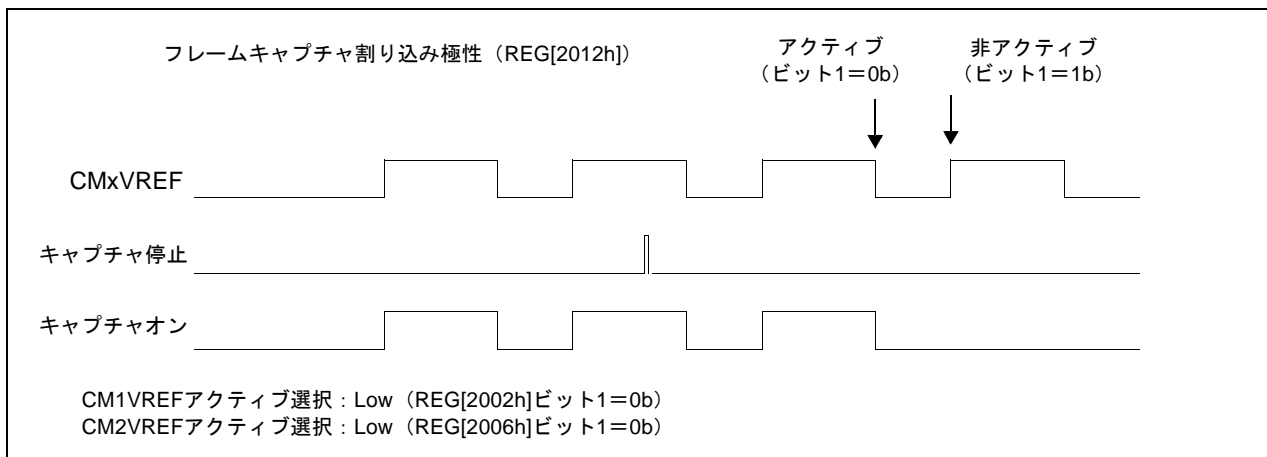 フレームキャプチャ割り込み極性（REG[2012h]）
アクティブ
（ビット1＝0b）
非アクティブ
（ビット1＝1b）
CMxVREF
キャプチャ停止
キャプチャオン
CM1VREFアクティブ選択：Low（REG[2002h]ビット1＝0b）
CM2VREFアクティブ選択：Low（REG[2006h]ビット1＝0b）